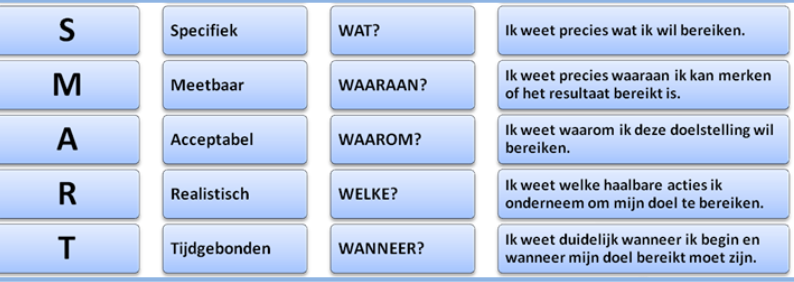 S Specifiek WAT? Ik weet precies wat ik wil bereiken.
M Meetbaar WAARAAN? Ik weet precies waaraan ik kan merken
of het resultaat bereikt is.
A Acceptabel WAAROM? Ik weet waarom ik deze doelstelling wil
bereiken.
R Realistisch WELKE? Ik weet welke haalbare acties ik
onderneem om mijn doel te bereiken.
T Tijdgebonden WANNEER? Ik weet duidelijk wanneer ik begin en
wanneer mijn doel bereikt moet zijn.